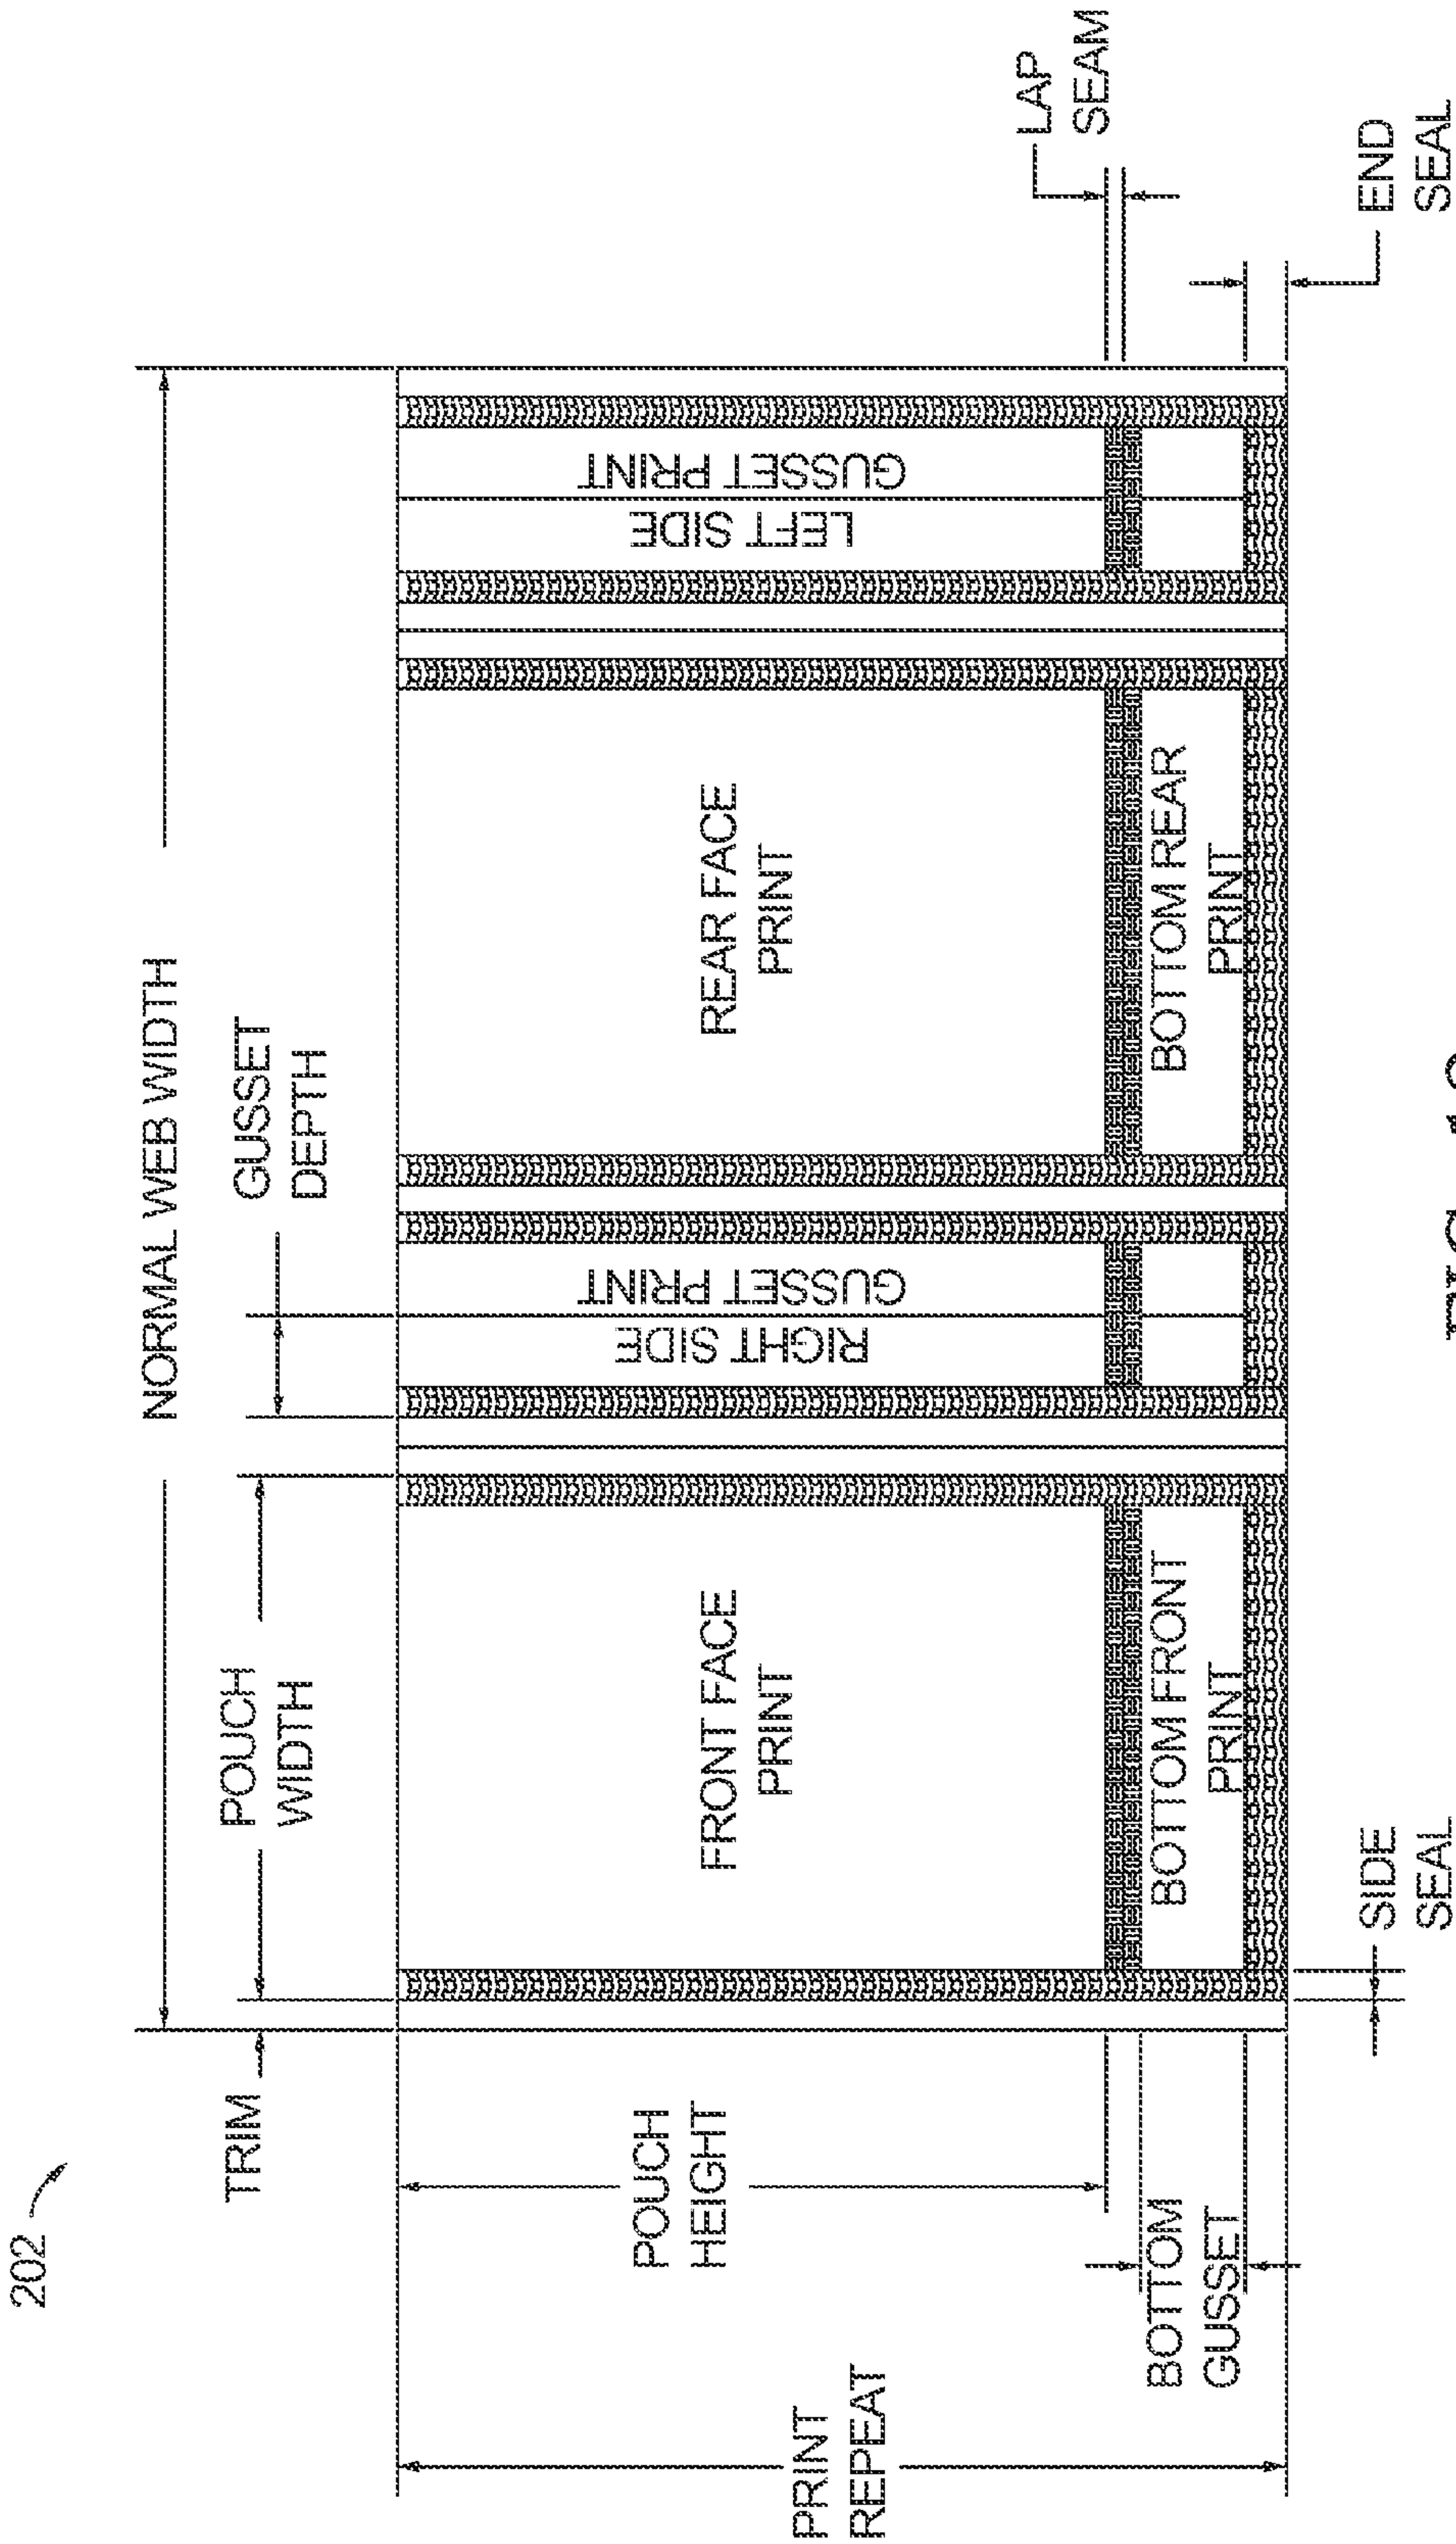 202
NORMAL WEB WIDTH
TRIM
POUCH
WIDTH
GUSSET
DEPTH
PRINT
REPEAT
POUCH
HEIGHT
BOTTOM
GUSSET
FRONT FACE
PRINT
RIGHT SIDE
GUSSET PRINT
REAR FACE
PRINT
LEFT SIDE
GUSSET PRINT
BOTTOM FRONT
PRINT
BOTTOM REAR
PRINT
LAP
SEAM
END
SEAL
SIDE
SEAL